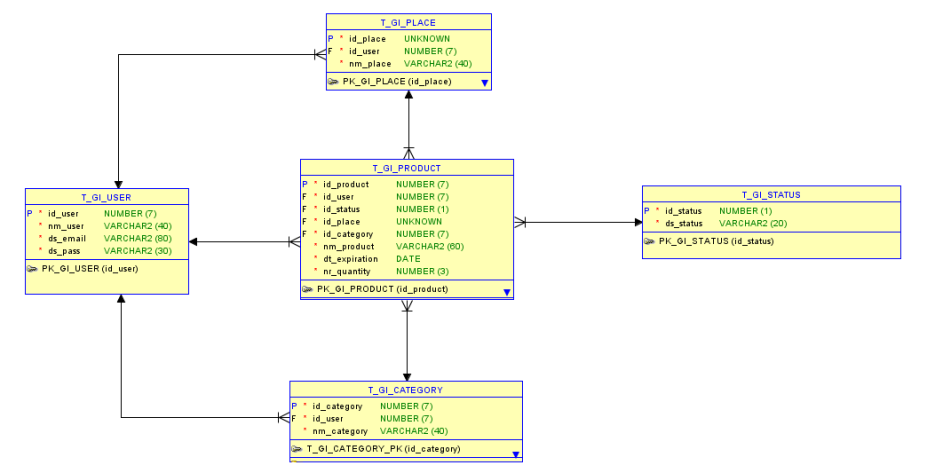 T_GI_PLACE
P * id_place UNKNOWN
F * id_user NUMBER (7)
* nm_place VARCHAR2 (40)
PK_GI_PLACE (id_place)
T_GI_PRODUCT
P * id_product NUMBER (7)
F * id_user NUMBER (7)
F * id_status NUMBER (1)
F * id_place UNKNOWN
F * id_category NUMBER (7)
* nm_product VARCHAR2 (60)
* dt_expiration DATE
* nr_quantity NUMBER (3)
PK_GI_PRODUCT (id_product)
T_GI_USER
P * id_user NUMBER (7)
* nm_user VARCHAR2 (40)
* ds_email VARCHAR2 (80)
* ds_pass VARCHAR2 (30)
PK_GI_USER (id_user)
T_GI_STATUS
P * id_status NUMBER (1)
* ds_status VARCHAR2 (20)
PK_GI_STATUS (id_status)
T_GI_CATEGORY
P * id_category NUMBER (7)
F * id_user NUMBER (7)
* nm_category VARCHAR2 (40)
T_GI_CATEGORY_PK (id_category)